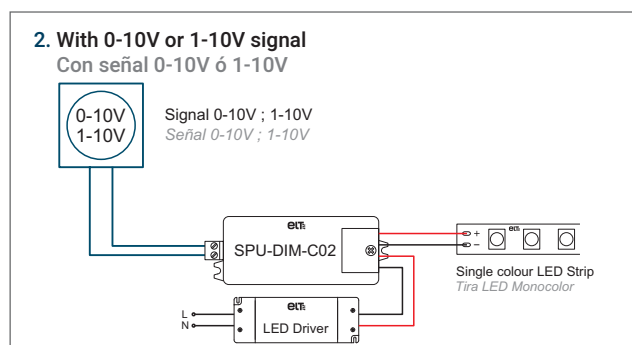 2. With 0-10V or 1-10V signal
Con señal 0-10V ó 1-10V
0-10V
1-10V
Signal 0-10V ; 1-10V
Señal 0-10V ; 1-10V
ELT
SPU-DIM-C02
+
−
ELT
Single colour LED Strip
Tira LED Monocolor
L
N
ELT
LED Driver